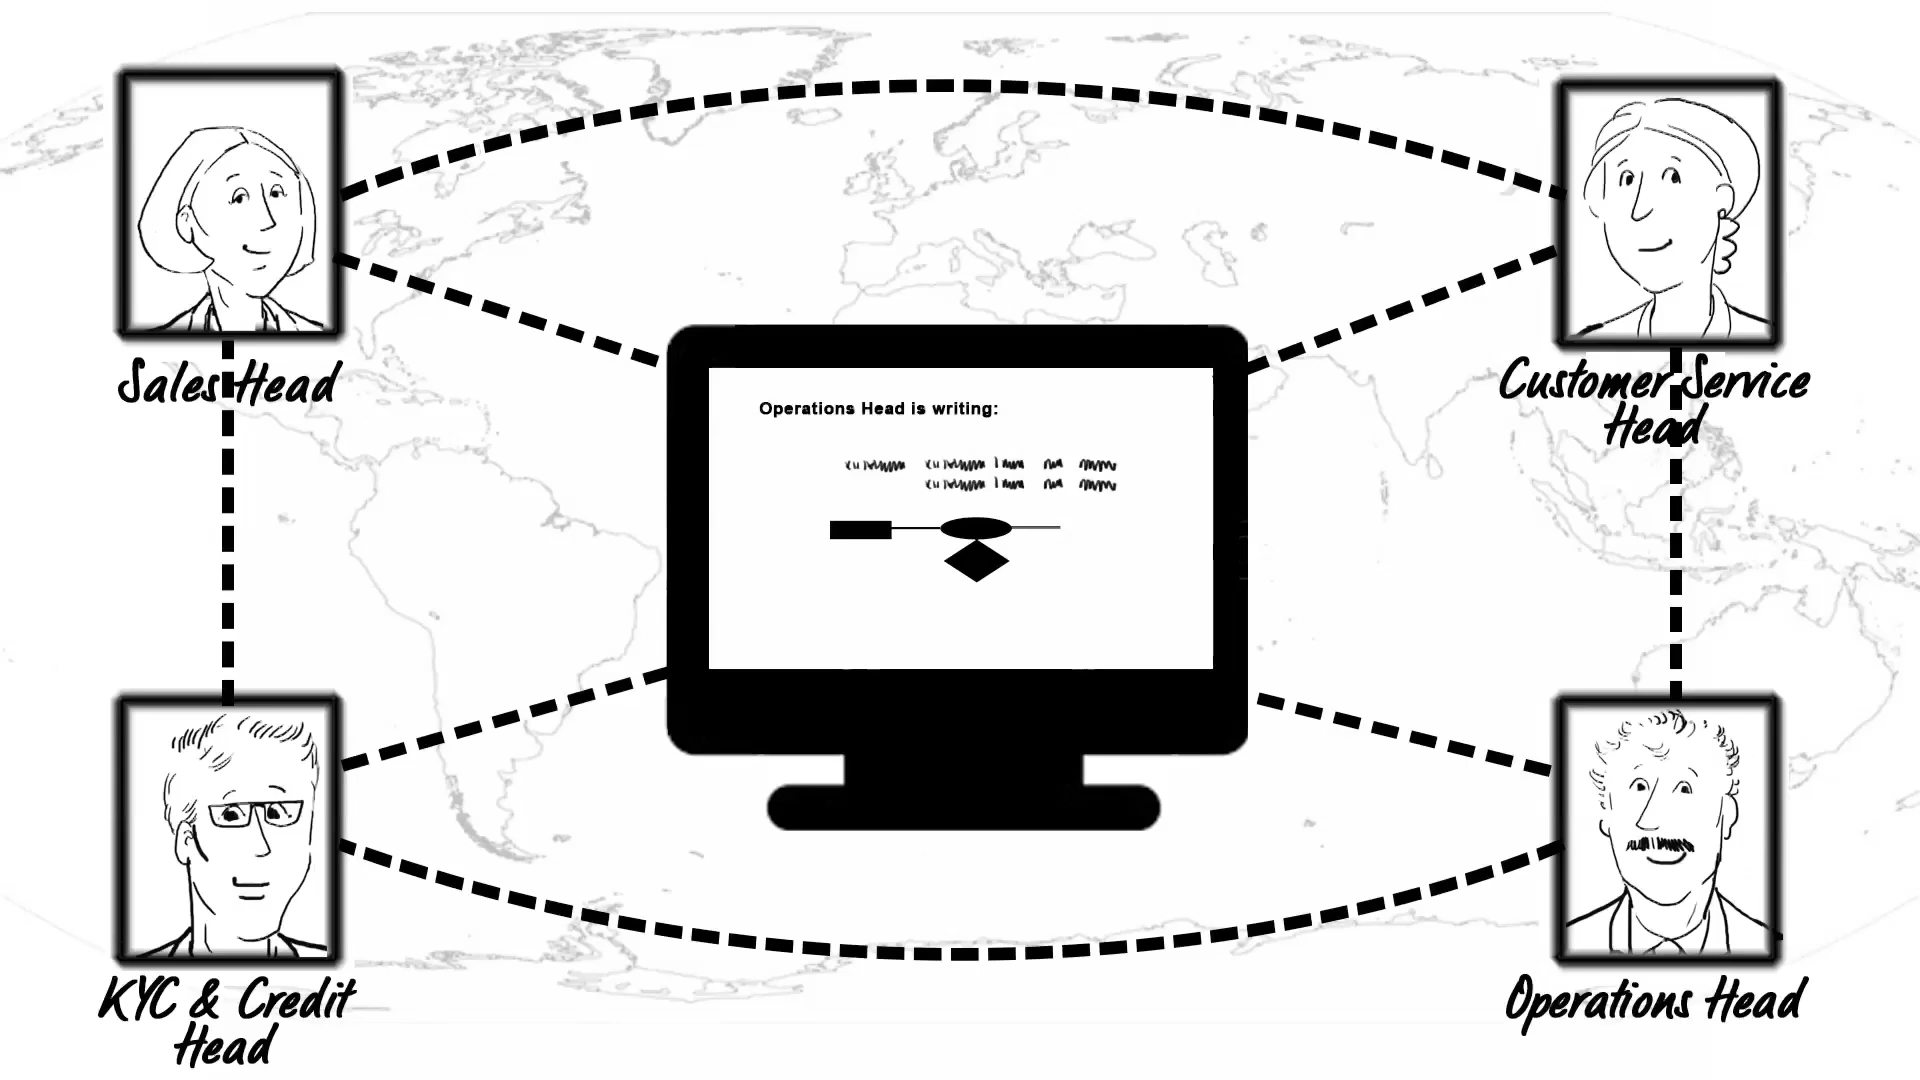 Sales Head
Customer Service
Head
Operations Head is writing:
KYC & Credit
Head
Operations Head